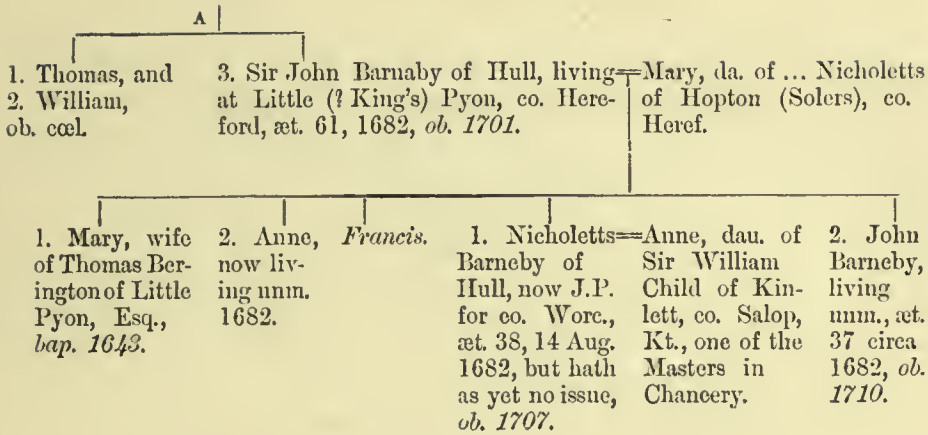 A
1. Thomas, and
2. William,
ob. cœl.
3. Sir John Barnaby of Hull, living
at Little (? King's) Pyon, co. Here-
ford, æt. 61, 1682, ob. 1701.
Mary, da. of ... Nicholetts
of Hopton (Solers), co.
Heref.
1. Mary, wife
of Thomas Ber-
ington of Little
Pyon, Esq.,
bap. 1643.
2. Anne,
now liv-
ing unm.
1682.
Francis.
1. Nicholetts
Barneby of
Hull, now J.P.
for co. Worc.,
æt. 38, 14 Aug.
1682, but hath
as yet no issue,
ob. 1707.
Anne, dau. of
Sir William
Child of Kin-
lett, co. Salop,
Kt., one of the
Masters in
Chancery.
2. John
Barneby,
living
unm., æt.
37 circa
1682, ob.
1710.